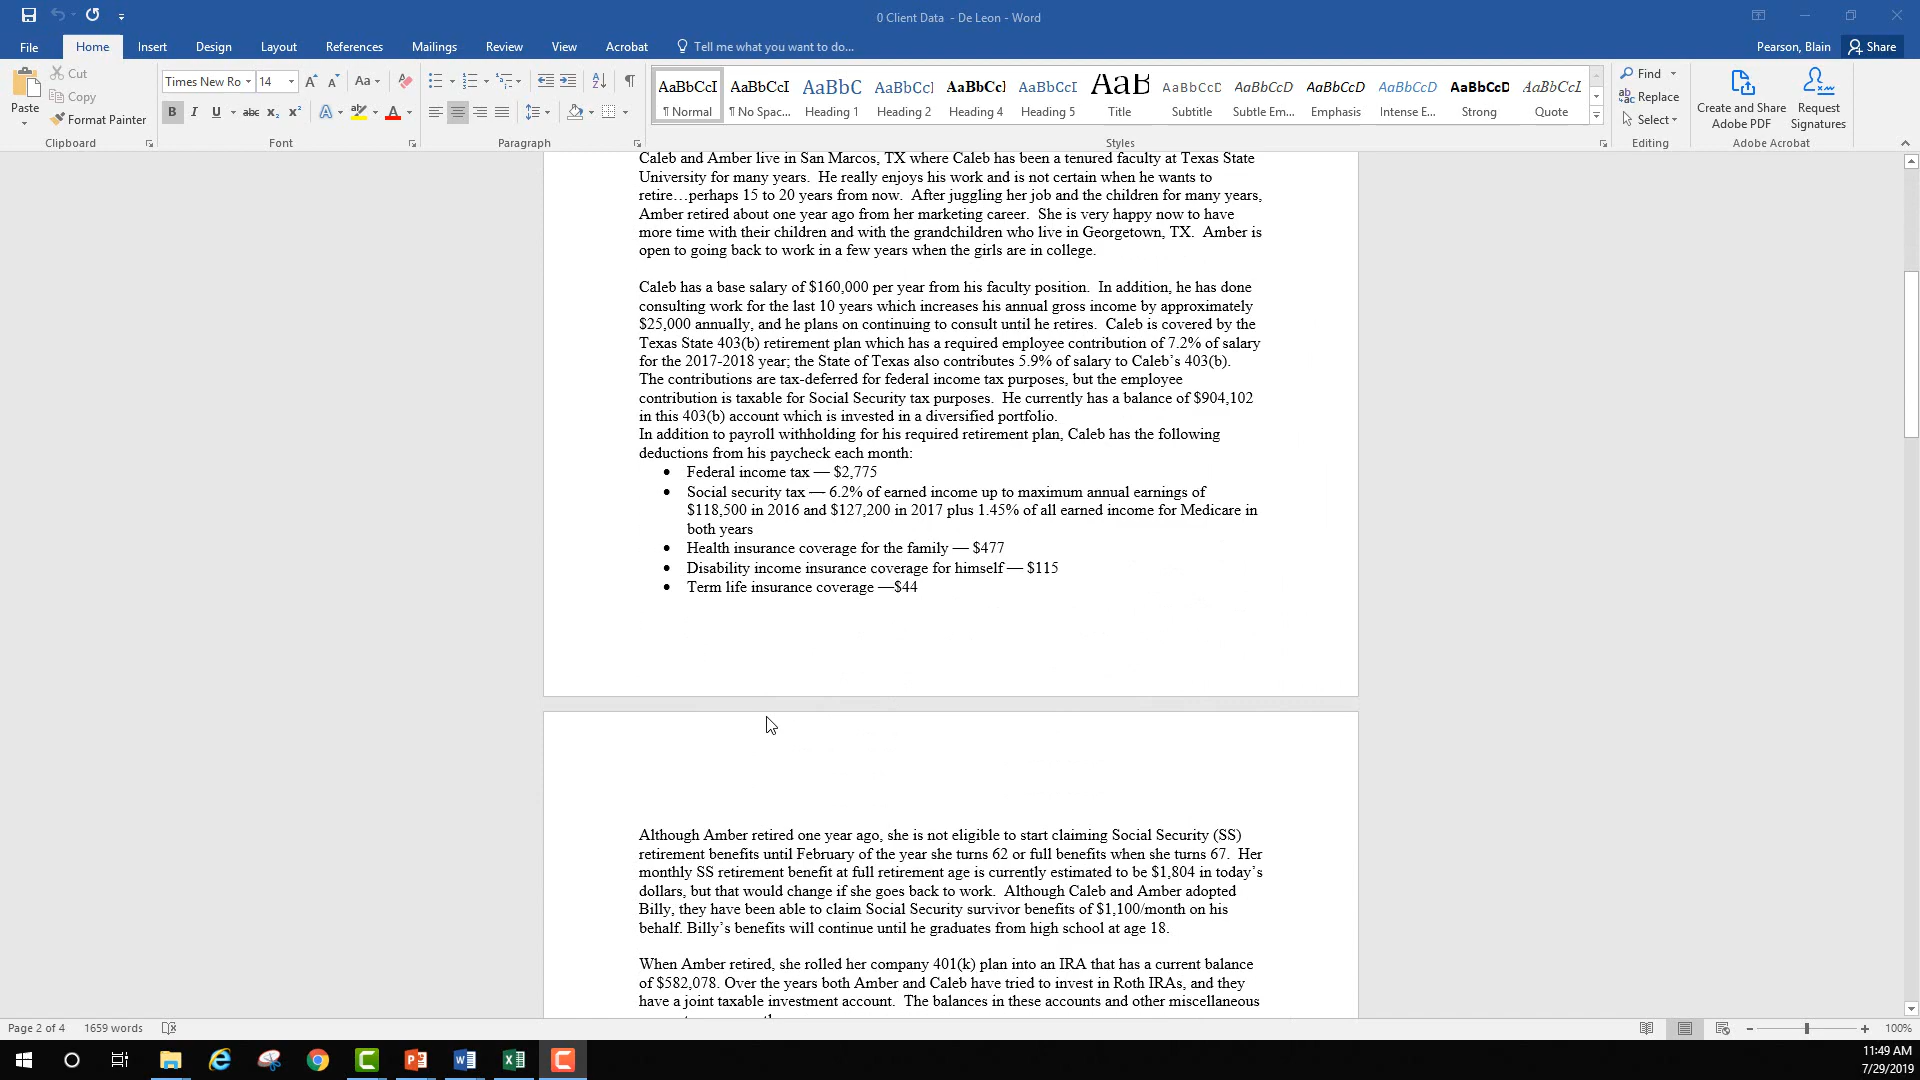 0 Client Data - De Leon - Word
File Home Insert Design Layout References Mailings Review View Acrobat Tell me what you want to do... Pearson, Blain Share
Paste
Cut
Copy
Format Painter
Clipboard
Times New Ro 14
Font
Paragraph
AaBbCcI AaBbCcI AaBbC AaBbCcI AaBbCcI AaBbCcI AaB AaBbCcD AaBbCcD AaBbCcD AaBbCcD AaBbCcD AaBbCcI
¶ Normal ¶ No Spac... Heading 1 Heading 2 Heading 4 Heading 5 Title Subtitle Subtle Em... Emphasis Intense E... Strong Quote
Styles
Find
Replace
Select
Editing
Create and Share
Adobe PDF
Request
Signatures
Adobe Acrobat
Caleb and Amber live in San Marcos, TX where Caleb has been a tenured faculty at Texas State
University for many years. He really enjoys his work and is not certain when he wants to
retire…perhaps 15 to 20 years from now. After juggling her job and the children for many years,
Amber retired about one year ago from her marketing career. She is very happy now to have
more time with their children and with the grandchildren who live in Georgetown, TX. Amber is
open to going back to work in a few years when the girls are in college.
Caleb has a base salary of $160,000 per year from his faculty position. In addition, he has done
consulting work for the last 10 years which increases his annual gross income by approximately
$25,000 annually, and he plans on continuing to consult until he retires. Caleb is covered by the
Texas State 403(b) retirement plan which has a required employee contribution of 7.2% of salary
for the 2017-2018 year; the State of Texas also contributes 5.9% of salary to Caleb’s 403(b).
The contributions are tax-deferred for federal income tax purposes, but the employee
contribution is taxable for Social Security tax purposes. He currently has a balance of $904,102
in this 403(b) account which is invested in a diversified portfolio.
In addition to payroll withholding for his required retirement plan, Caleb has the following
deductions from his paycheck each month:
• Federal income tax — $2,775
• Social security tax — 6.2% of earned income up to maximum annual earnings of
$118,500 in 2016 and $127,200 in 2017 plus 1.45% of all earned income for Medicare in
both years
• Health insurance coverage for the family — $477
• Disability income insurance coverage for himself — $115
• Term life insurance coverage —$44
Although Amber retired one year ago, she is not eligible to start claiming Social Security (SS)
retirement benefits until February of the year she turns 62 or full benefits when she turns 67. Her
monthly SS retirement benefit at full retirement age is currently estimated to be $1,804 in today’s
dollars, but that would change if she goes back to work. Although Caleb and Amber adopted
Billy, they have been able to claim Social Security survivor benefits of $1,100/month on his
behalf. Billy’s benefits will continue until he graduates from high school at age 18.
When Amber retired, she rolled her company 401(k) plan into an IRA that has a current balance
of $582,078. Over the years both Amber and Caleb have tried to invest in Roth IRAs, and they
have a joint taxable investment account. The balances in these accounts and other miscellaneous
Page 2 of 4 1659 words
100%
11:49 AM
7/29/2019